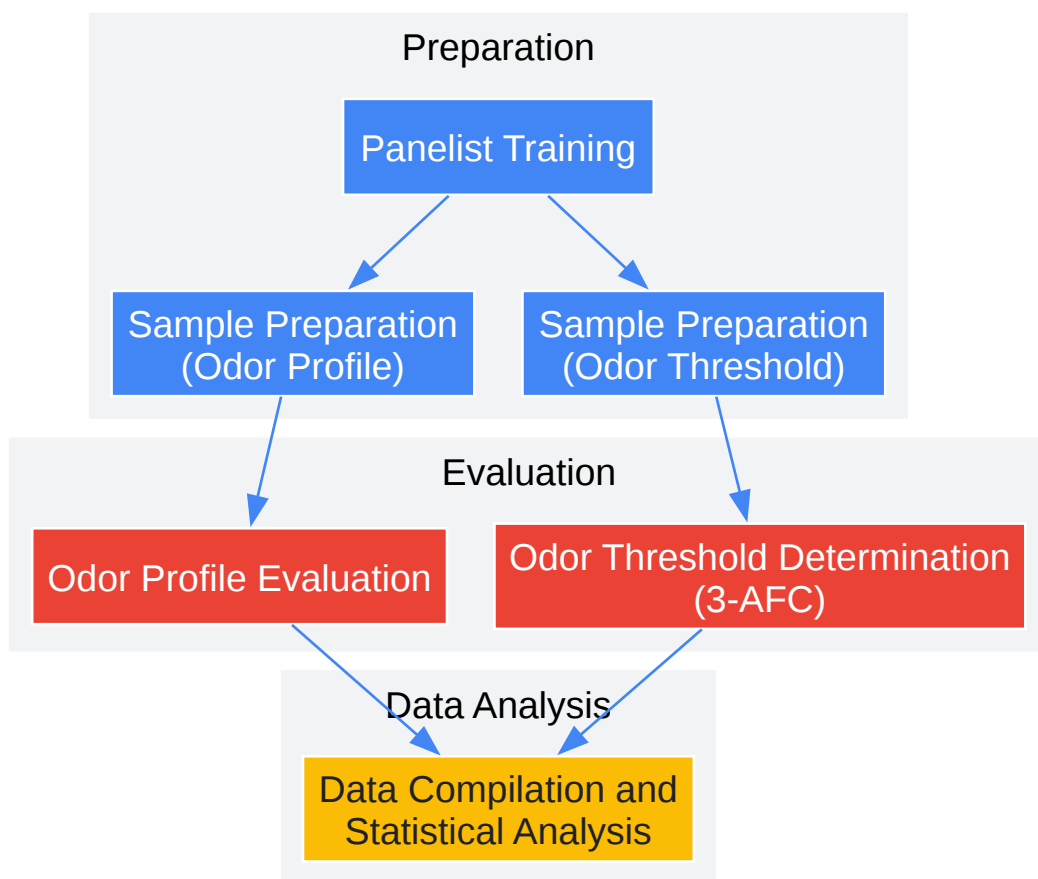 Preparation
Panelist Training
Sample Preparation
(Odor Profile)
Sample Preparation
(Odor Threshold)
Evaluation
Odor Profile Evaluation
Odor Threshold Determination
(3-AFC)
Data Analysis
Data Compilation and
Statistical Analysis